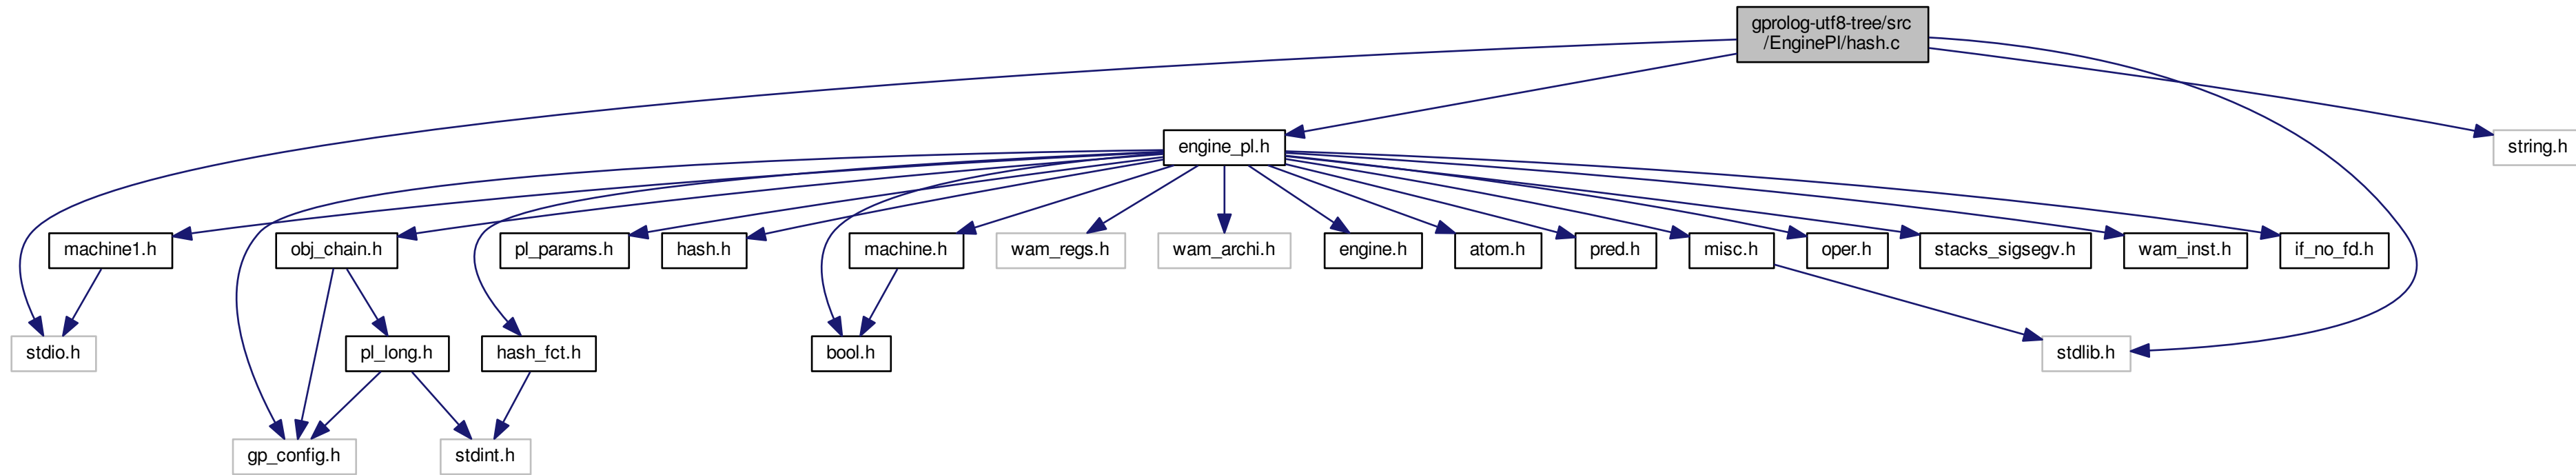 gprolog-utf8-tree/src
/EnginePl/hash.c
engine_pl.h
string.h
machine1.h
obj_chain.h
pl_params.h
hash.h
machine.h
wam_regs.h
wam_archi.h
engine.h
atom.h
pred.h
misc.h
oper.h
stacks_sigsegv.h
wam_inst.h
if_no_fd.h
stdio.h
pl_long.h
hash_fct.h
bool.h
stdlib.h
gp_config.h
stdint.h